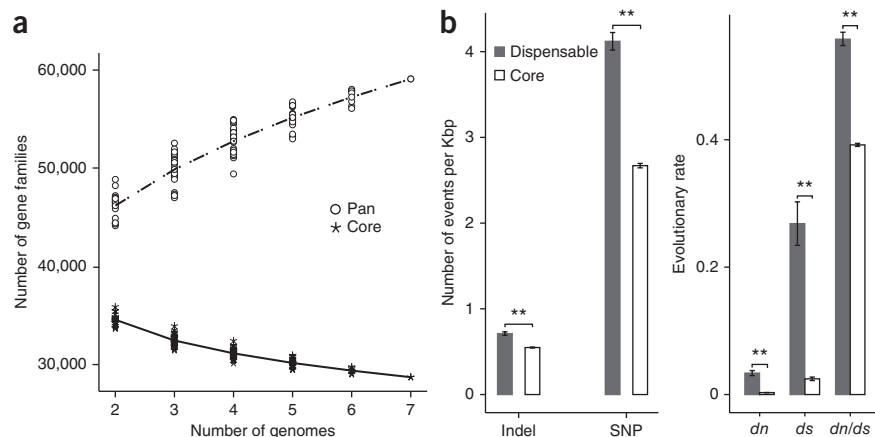 a
Number of gene families
60,000
50,000
40,000
30,000
Pan
Core
2 3 4 5 6 7
Number of genomes
b
Number of events per Kbp
4
3
2
1
0
Dispensable
Core
**
**
Indel SNP
Evolutionary rate
0.4
0.2
0
**
**
**
dn ds dn/ds